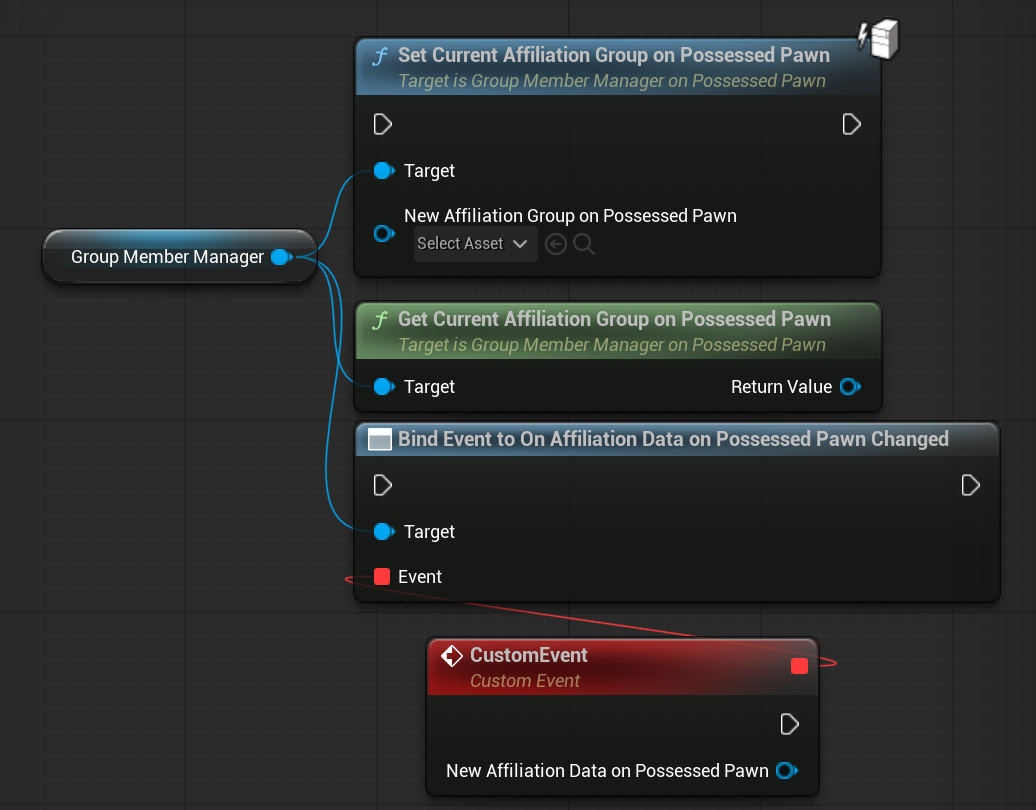 Set Current Affiliation Group on Possessed Pawn
Target is Group Member Manager on Possessed Pawn
Target
New Affiliation Group on Possessed Pawn
Select Asset
Group Member Manager
Get Current Affiliation Group on Possessed Pawn
Target is Group Member Manager on Possessed Pawn
Target Return Value
Bind Event to On Affiliation Data on Possessed Pawn Changed
Target
Event
CustomEvent
Custom Event
New Affiliation Data on Possessed Pawn